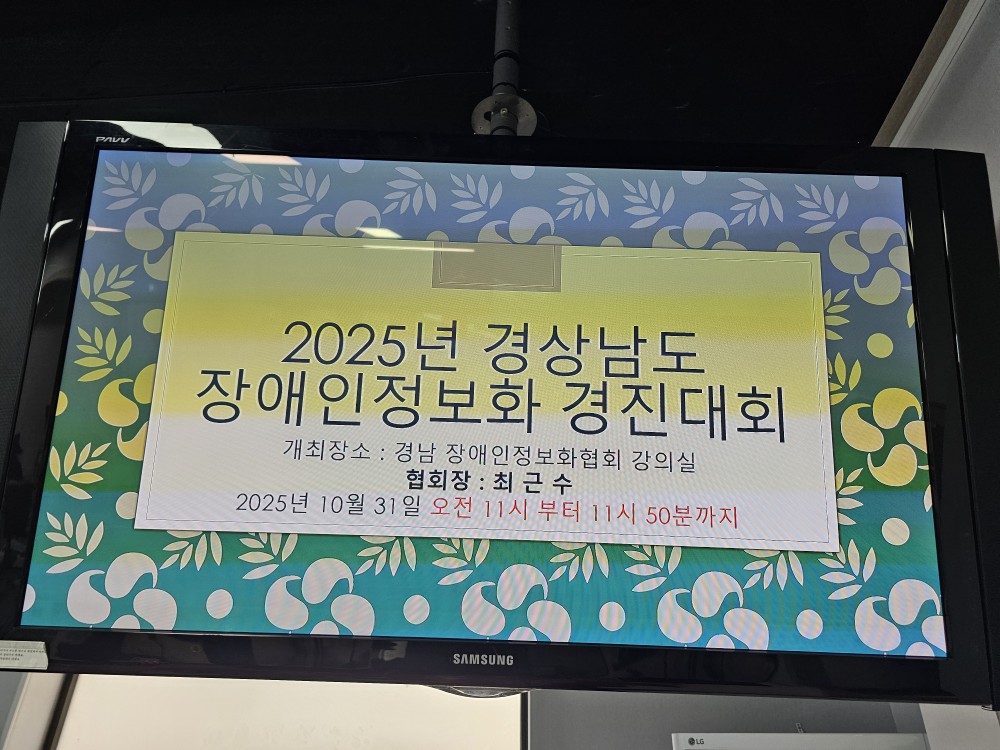 PAVV
2025년 경상남도
장애인정보화 경진대회
개최장소 : 경남 장애인정보화협회 강의실
협회장 : 최 근 수
2025년 10월 31일 오전 11시 부터 11시 50분까지
SAMSUNG
LG